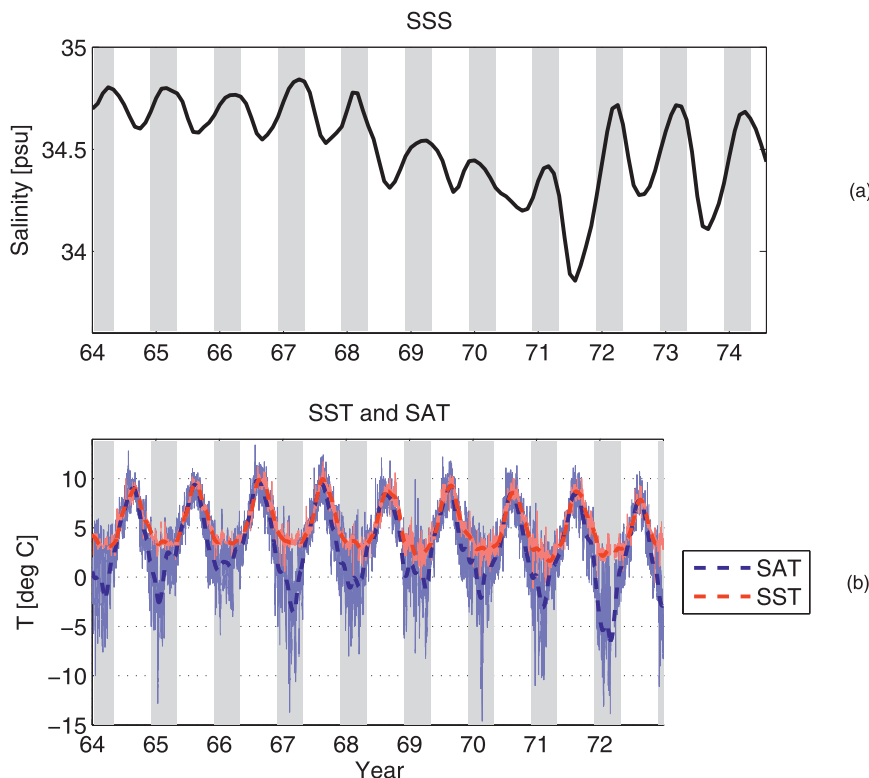 SSS
35
34.5
34
Salinity [psu]
64 65 66 67 68 69 70 71 72 73 74
(a)
SST and SAT
10
5
0
−5
−10
−15
T [deg C]
64 65 66 67 68 69 70 71 72
Year
SAT
SST
(b)